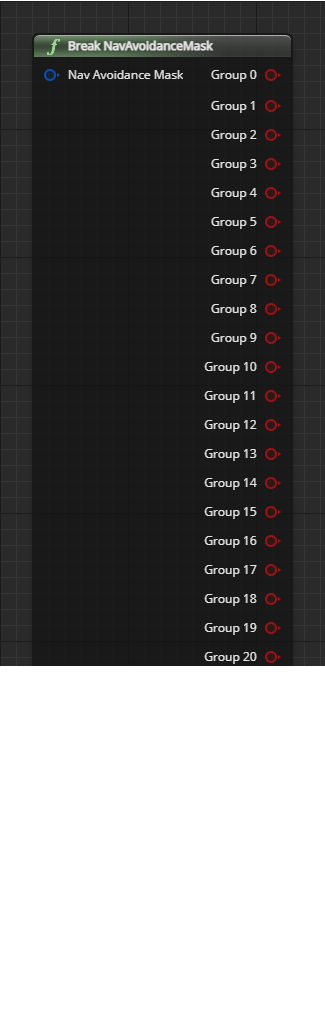 f Break NavAvoidanceMask
Nav Avoidance Mask Group 0
Group 1
Group 2
Group 3
Group 4
Group 5
Group 6
Group 7
Group 8
Group 9
Group 10
Group 11
Group 12
Group 13
Group 14
Group 15
Group 16
Group 17
Group 18
Group 19
Group 20